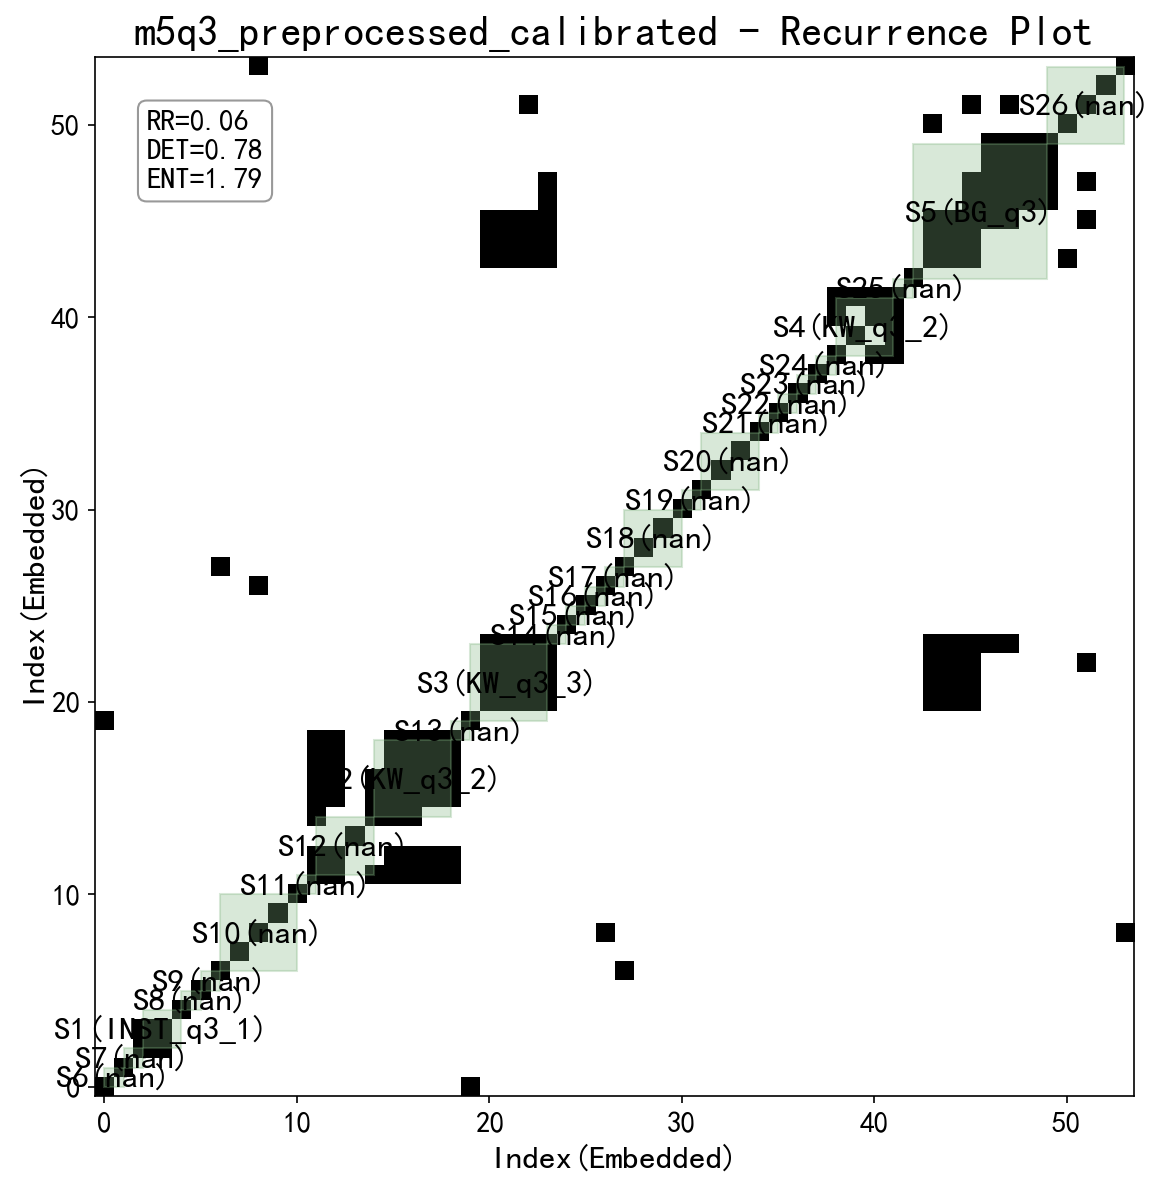 m5q3_preprocessed_calibrated - Recurrence Plot
RR=0.06
DET=0.78
ENT=1.79
S26(nan)
S5(BG_q3)
S25(nan)
S4(KW_q3_2)
S24(nan)
S23(nan)
S22(nan)
S21(nan)
S20(nan)
S19(nan)
S18(nan)
S17(nan)
S16(nan)
S15(nan)
S14(nan)
S3(KW_q3_3)
S13(nan)
2(KW_q3_2)
S12(nan)
S11(nan)
S10(nan)
S9(nan)
S8(nan)
S1(INST_q3_1)
S7(nan)
S6(nan)
50
40
30
20
10
0
Index(Embedded)
0 10 20 30 40 50
Index(Embedded)